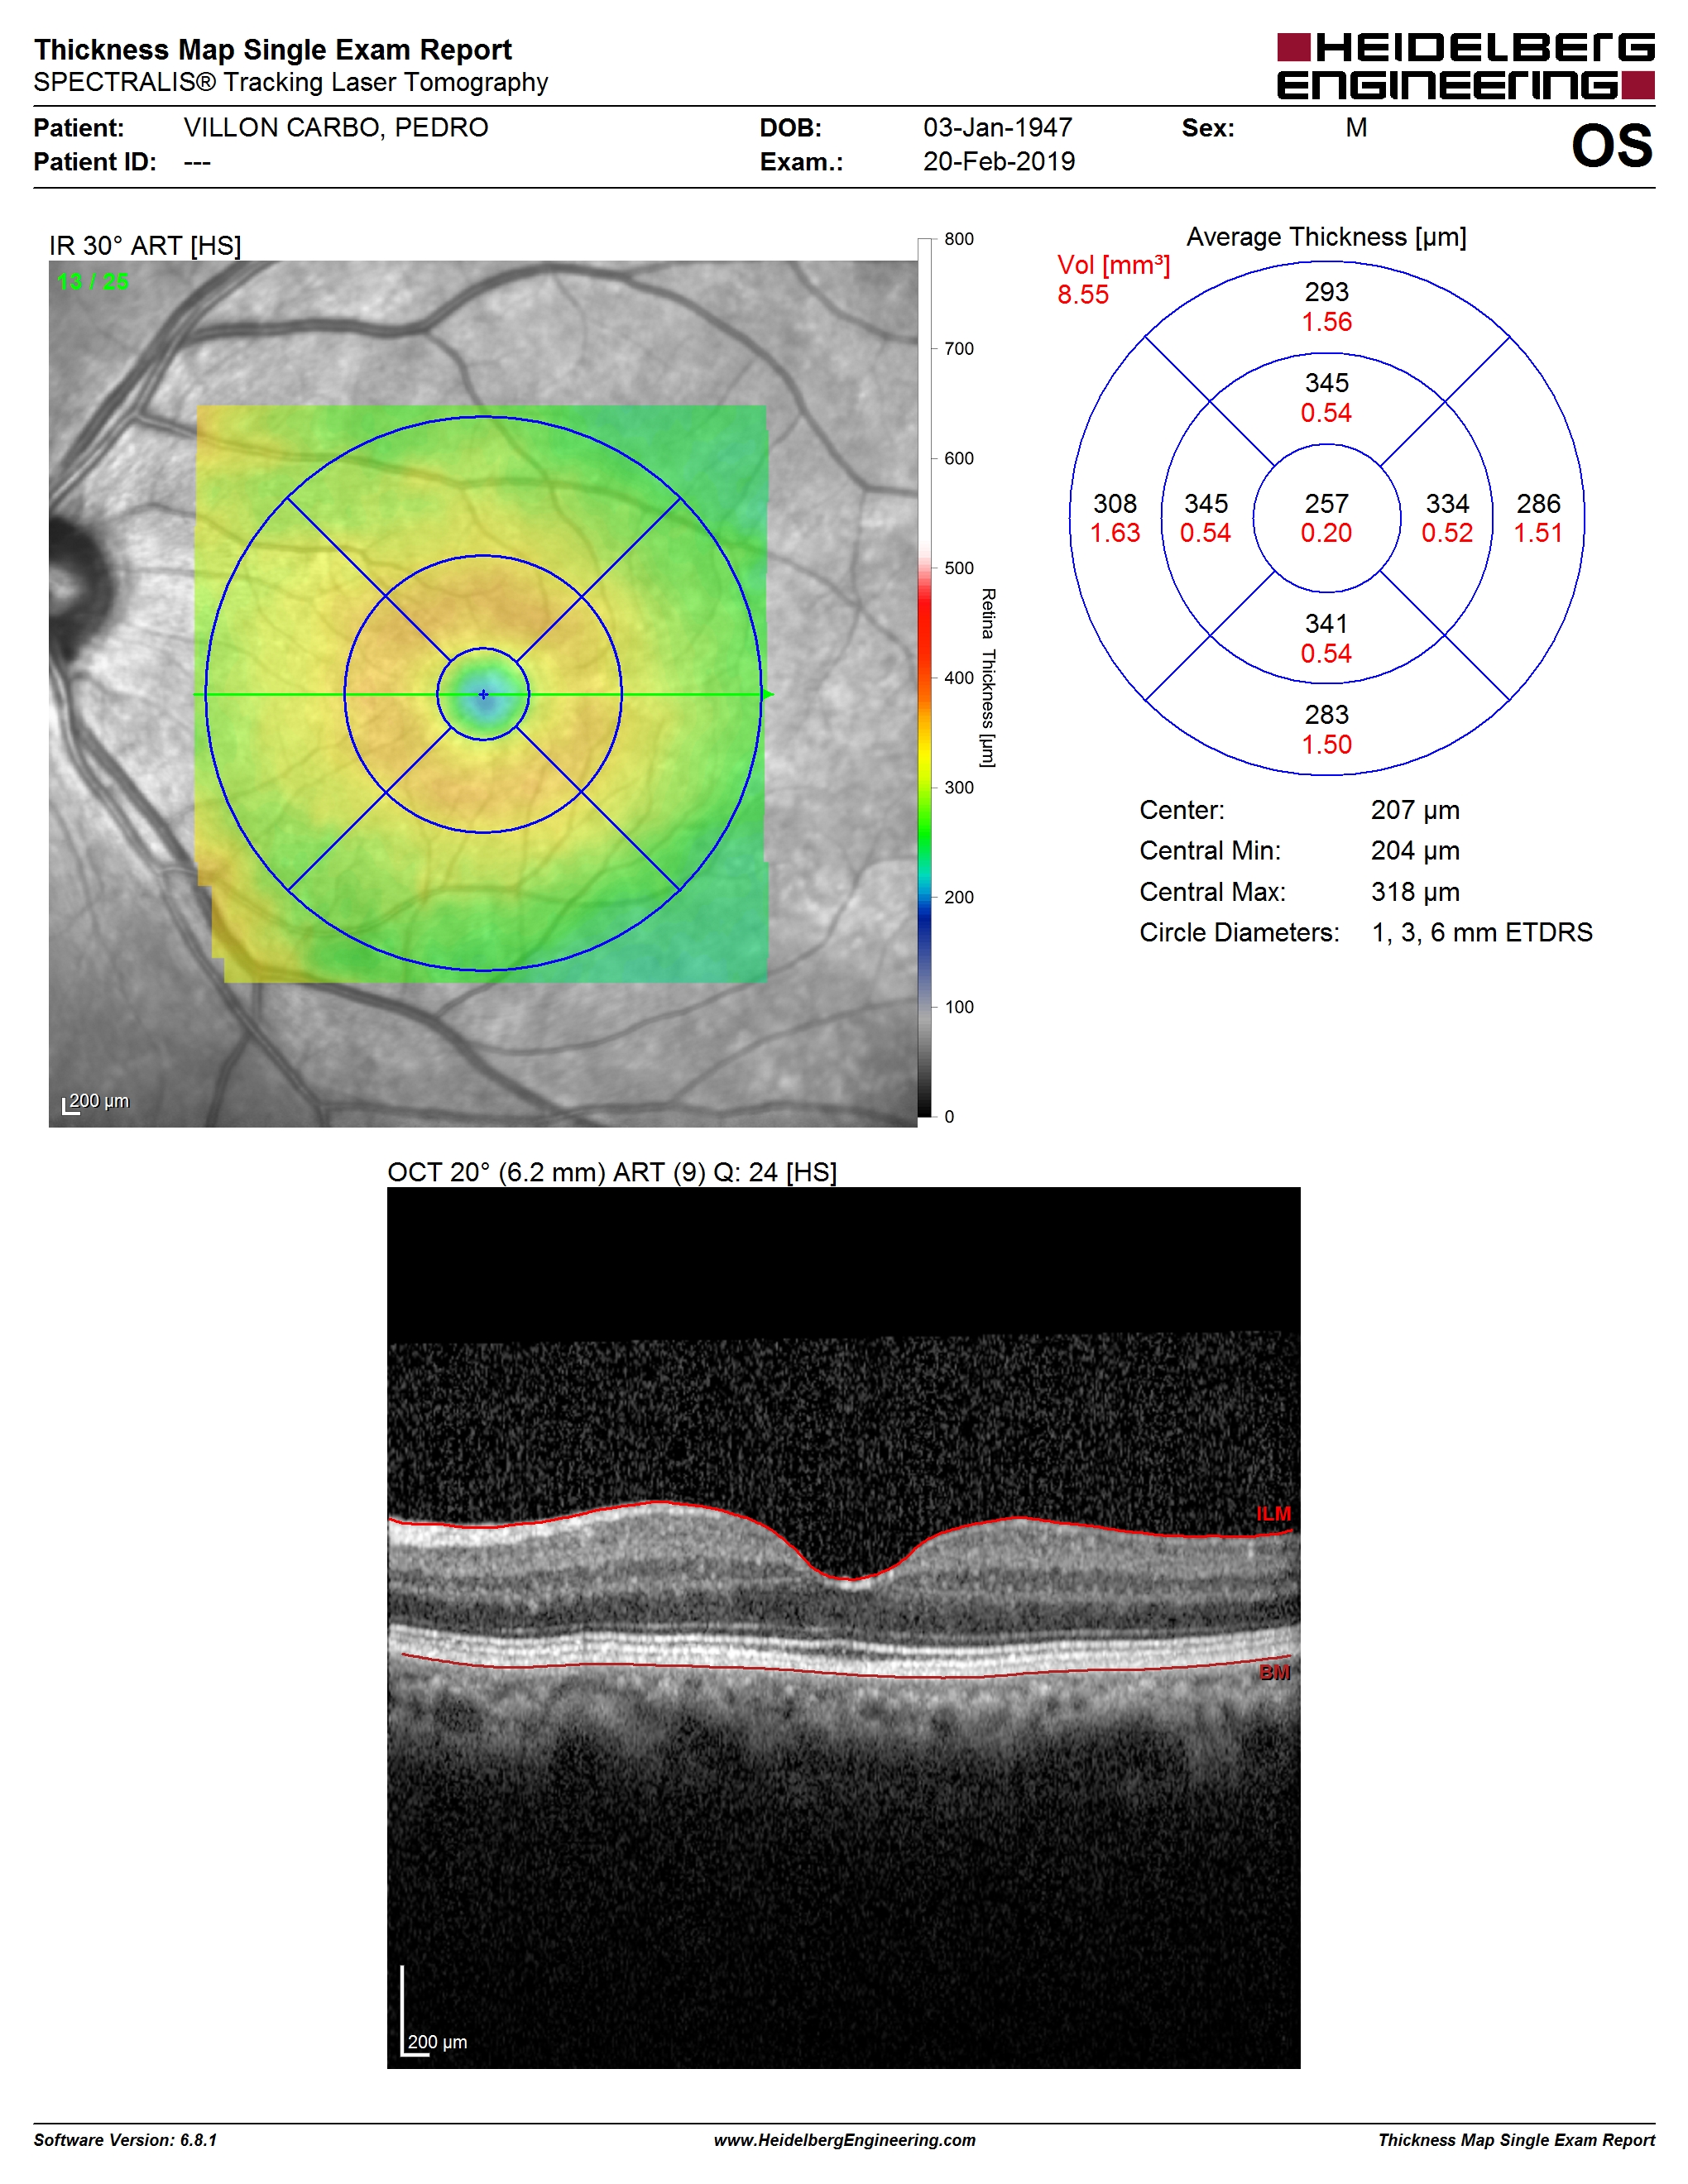 Thickness Map Single Exam Report
SPECTRALIS® Tracking Laser Tomography
HEIDELBERG
ENGINEERING
Patient: VILLON CARBO, PEDRO DOB: 03-Jan-1947 Sex: M
Patient ID: --- Exam.: 20-Feb-2019
OS
IR 30° ART [HS]
13 / 25
200 µm
800
700
600
500
400
300
200
100
0
Retina Thickness [µm]
Average Thickness [µm]
Vol [mm³]
8.55
293
1.56
345
0.54
308 345 257 334 286
1.63 0.54 0.20 0.52 1.51
341
0.54
283
1.50
Center: 207 µm
Central Min: 204 µm
Central Max: 318 µm
Circle Diameters: 1, 3, 6 mm ETDRS
OCT 20° (6.2 mm) ART (9) Q: 24 [HS]
ILM
BM
200 µm
Software Version: 6.8.1 www.HeidelbergEngineering.com Thickness Map Single Exam Report